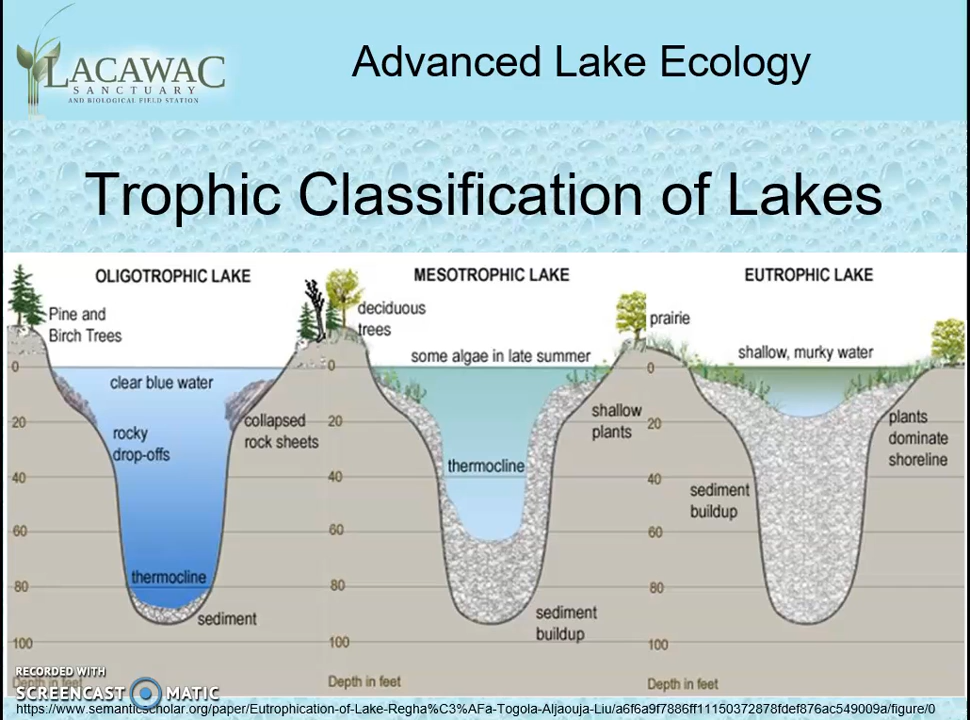 LACAWAC
SANCTUARY
AND BIOLOGICAL FIELD STATION
Advanced Lake Ecology
Trophic Classification of Lakes
OLIGOTROPHIC LAKE
Pine and
Birch Trees
0
clear blue water
20
rocky
drop-offs
collapsed
rock sheets
40
60
80
thermocline
sediment
100
Depth in feet
MESOTROPHIC LAKE
deciduous
trees
some algae in late summer
0
20
shallow
plants
thermocline
40
60
80
sediment
buildup
100
Depth in feet
EUTROPHIC LAKE
prairie
shallow, murky water
0
20
plants
dominate
shoreline
40
sediment
buildup
60
80
100
Depth in feet
RECORDED WITH
SCREENCAST MATIC
https://www.semanticscholar.org/paper/Eutrophication-of-Lake-Regha%C3%AFa-Togola-Aljaouja-Liu/a6f6a9f7886ff11150372878fdef876ac549009a/figure/0